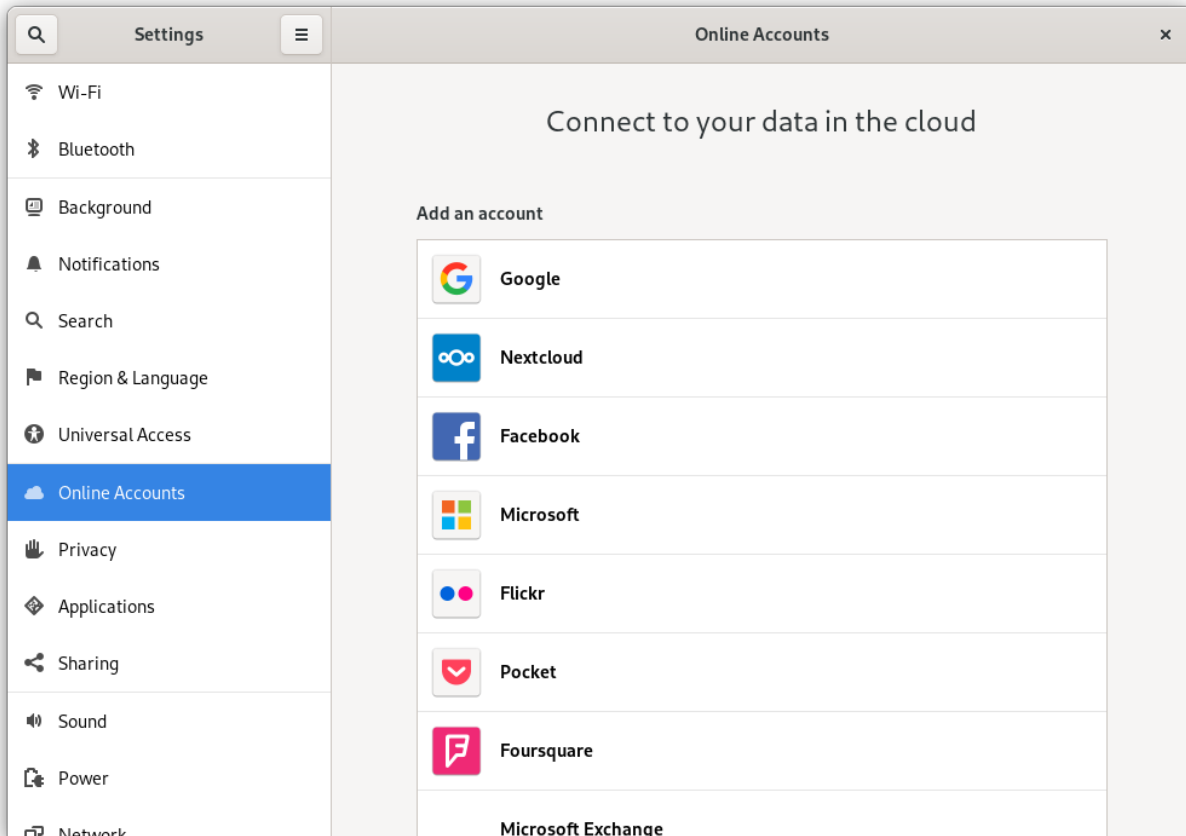 Settings
Online Accounts
Wi-Fi
Bluetooth
Background
Notifications
Search
Region & Language
Universal Access
Online Accounts
Privacy
Applications
Sharing
Sound
Power
Network
Connect to your data in the cloud
Add an account
Google
Nextcloud
Facebook
Microsoft
Flickr
Pocket
Foursquare
Microsoft Exchange